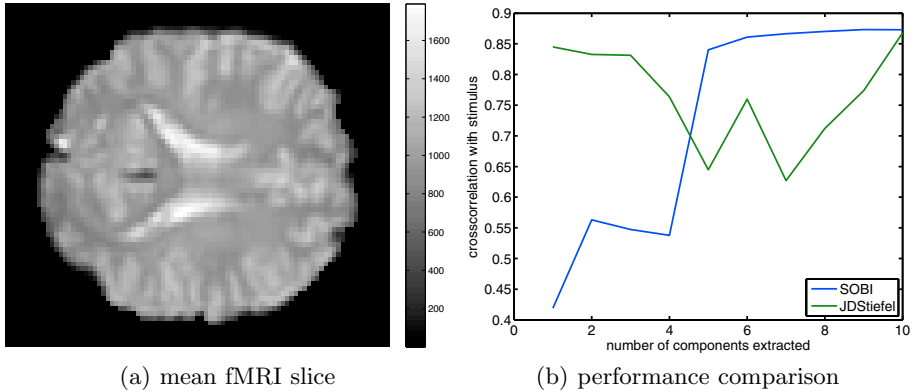 1600
1400
1200
1000
800
600
400
200
(a) mean fMRI slice
crosscorrelation with stimulus
0.9
0.85
0.8
0.75
0.7
0.65
0.6
0.55
0.5
0.45
0.4
0 2 4 6 8 10
number of components extracted
SOBI
JDStiefel
(b) performance comparison